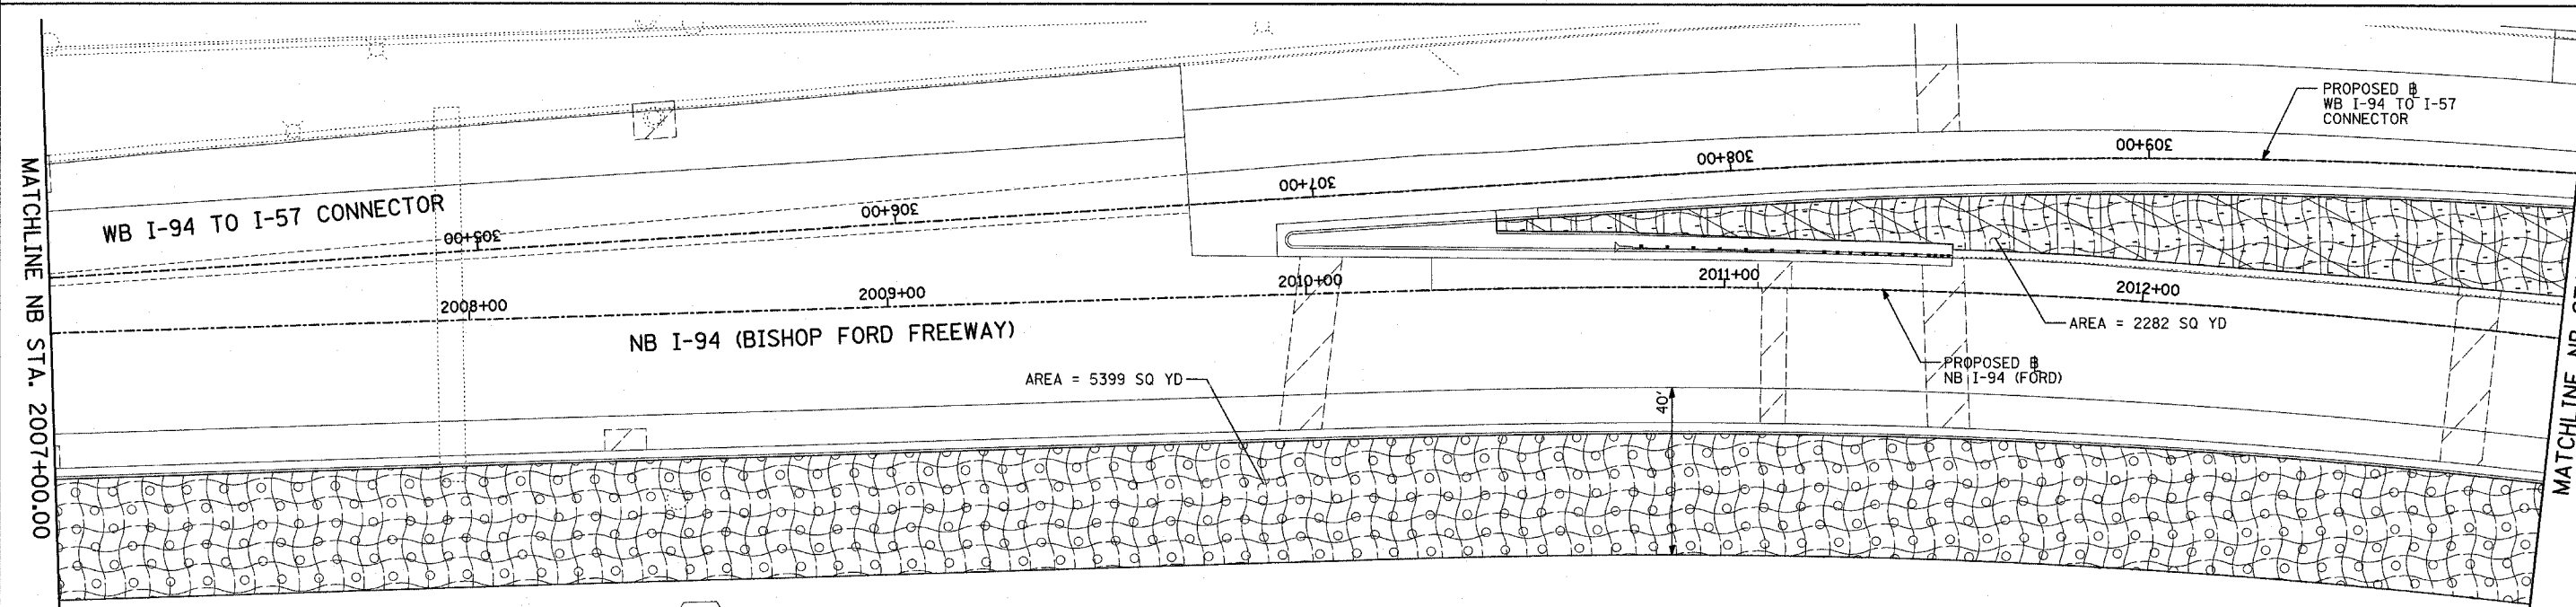 MATCHLINE NB STA. 2007+00.00
WB I-94 TO I-57 CONNECTOR
305+00
306+00
307+00
308+00
309+00
PROPOSED ℄
WB I-94 TO I-57
CONNECTOR
2008+00
2009+00
2010+00
2011+00
2012+00
NB I-94 (BISHOP FORD FREEWAY)
AREA = 5399 SQ YD
AREA = 2282 SQ YD
PROPOSED ℄
NB I-94 (FORD)
40'
MATCHLINE NB